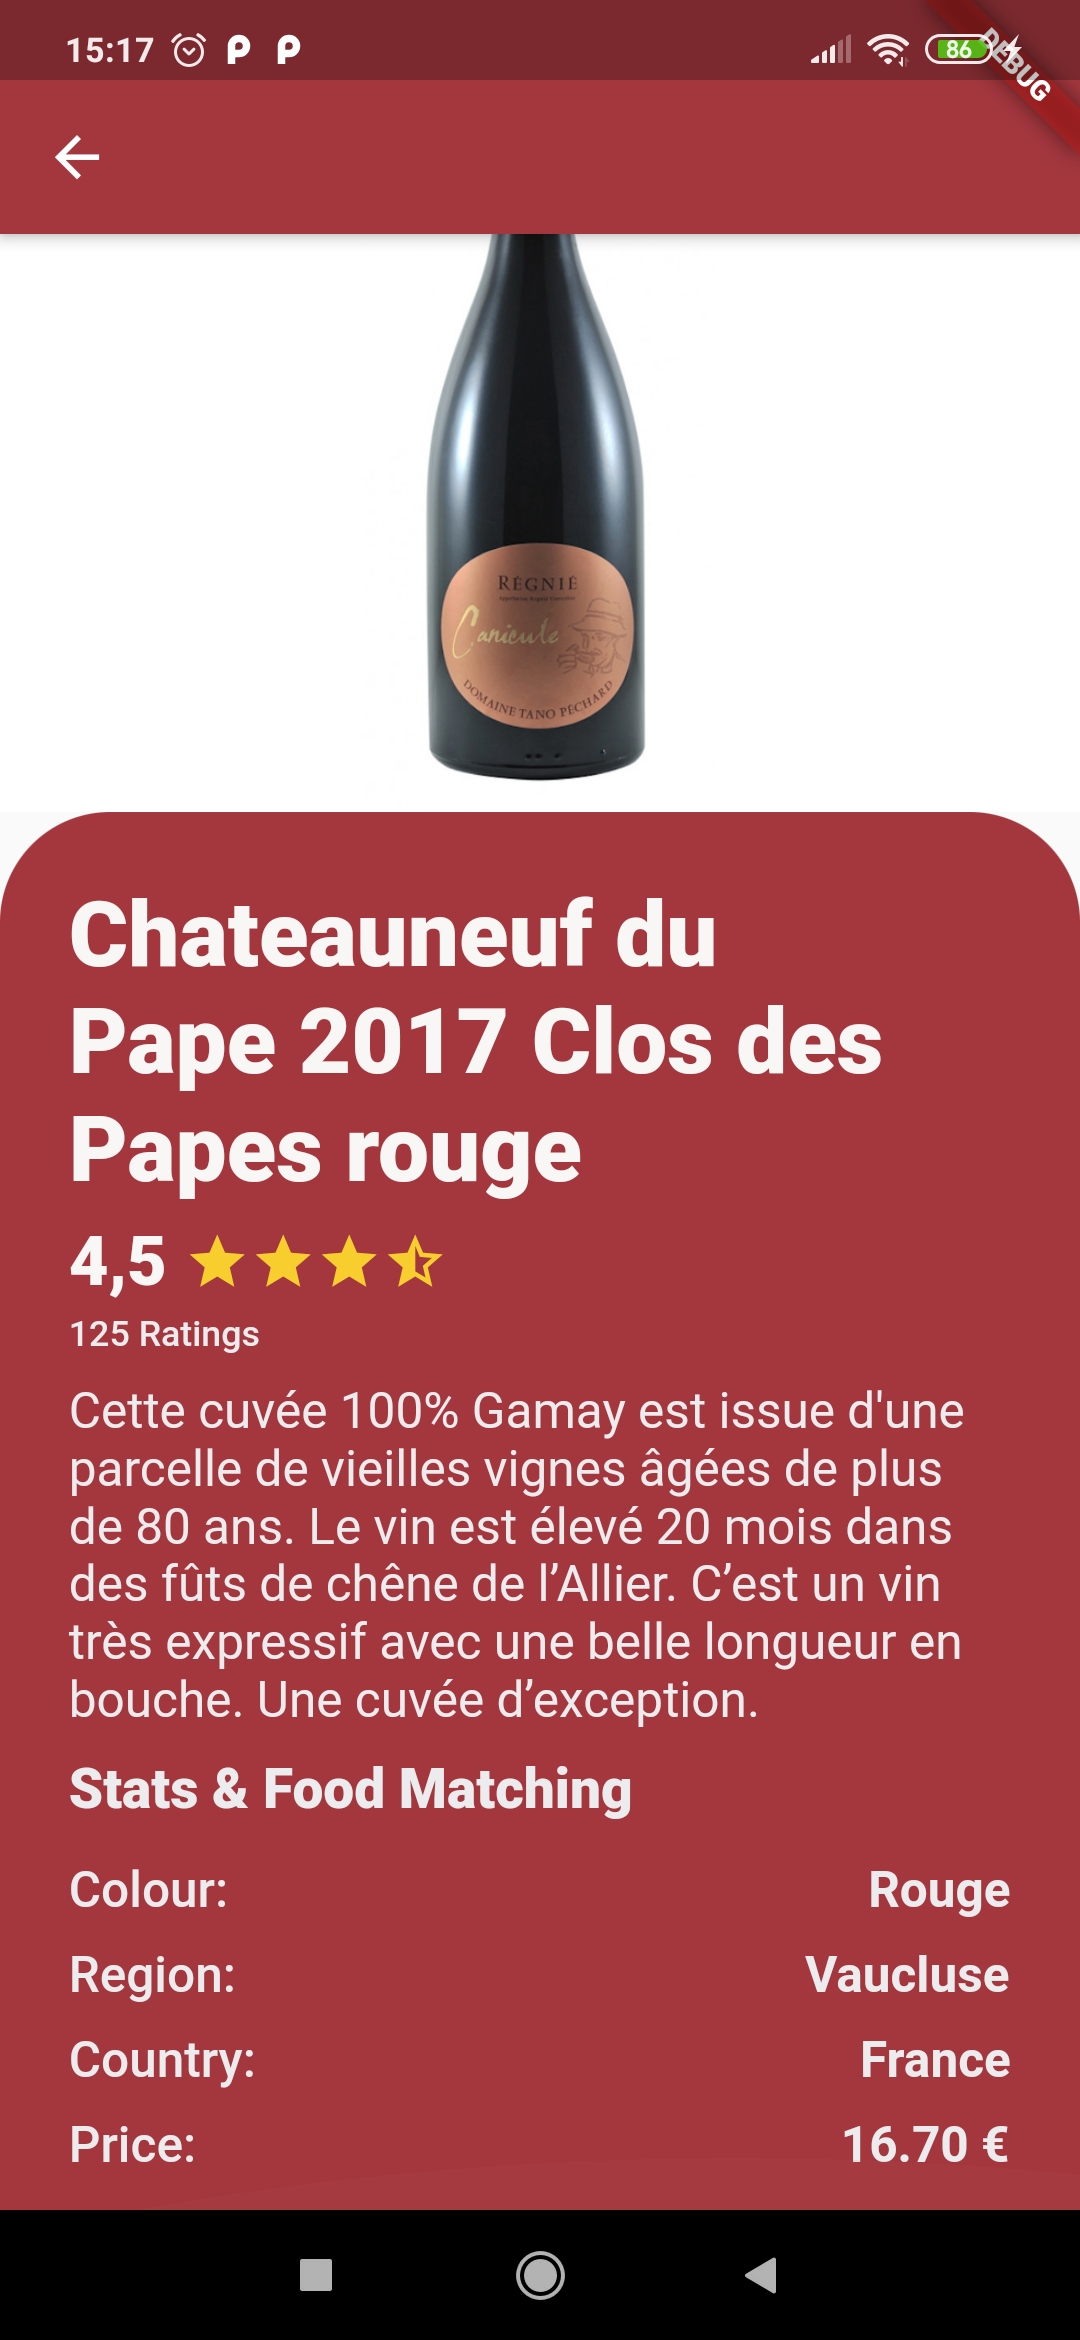 15:17
86
DEBUG
RÉGNIÉ
Canicule
DOMAINE TANO PÉCHARD
Chateauneuf du
Pape 2017 Clos des
Papes rouge
4,5
125 Ratings
Cette cuvée 100% Gamay est issue d'une
parcelle de vieilles vignes âgées de plus
de 80 ans. Le vin est élevé 20 mois dans
des fûts de chêne de l’Allier. C’est un vin
très expressif avec une belle longueur en
bouche. Une cuvée d’exception.
Stats & Food Matching
Colour: Rouge
Region: Vaucluse
Country: France
Price: 16.70 €